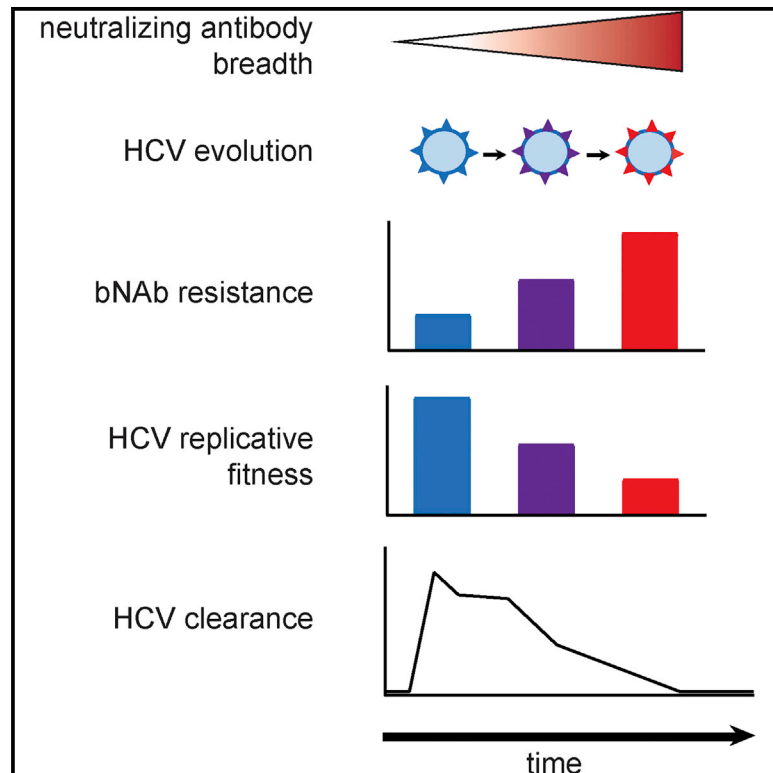 neutralizing antibody
breadth
HCV evolution
bNAb resistance
HCV replicative
fitness
HCV clearance
time